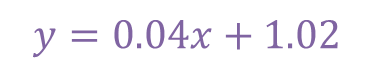 y = 0.04x + 1.02